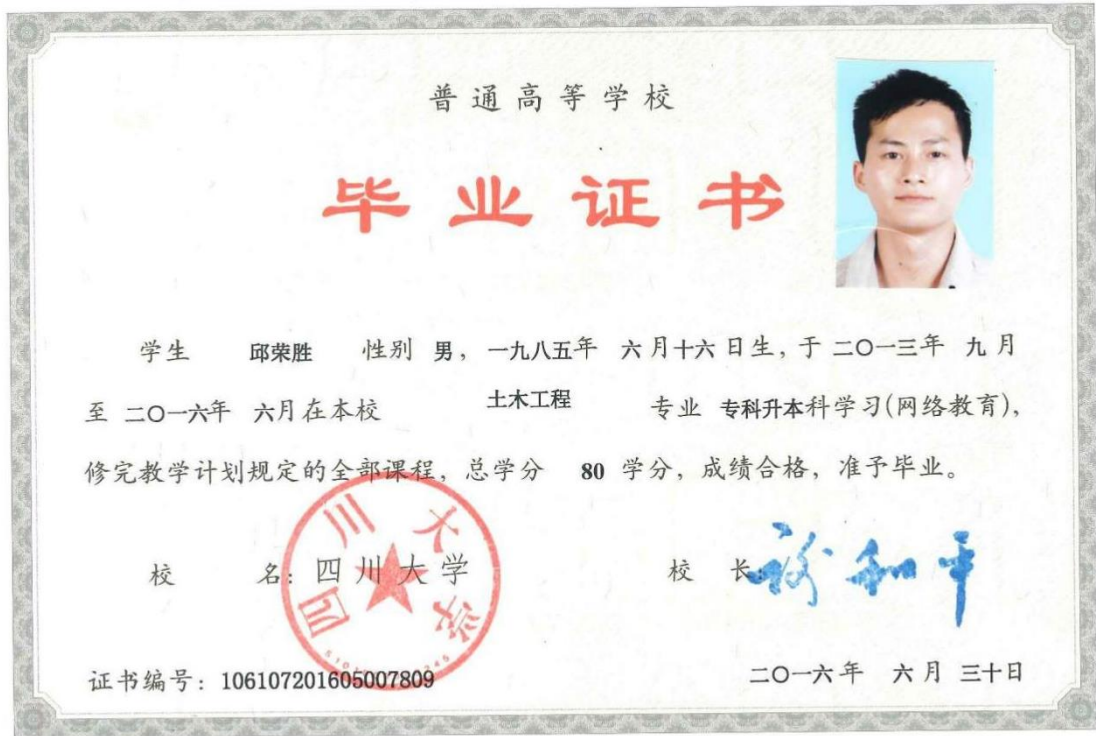 普通高等学校
毕业证书
学生 邱荣胜 性别 男，一九八五年 六月十六日生，于二〇一三年 九月
至 二〇一六年 六月在本校 土木工程 专业 专科升本科学习(网络教育)，
修完教学计划规定的全部课程，总学分 80 学分，成绩合格，准予毕业。
校 名：四川大学 校 长：
四川大学
证书编号：106107201605007809 二〇一六年 六月 三十日